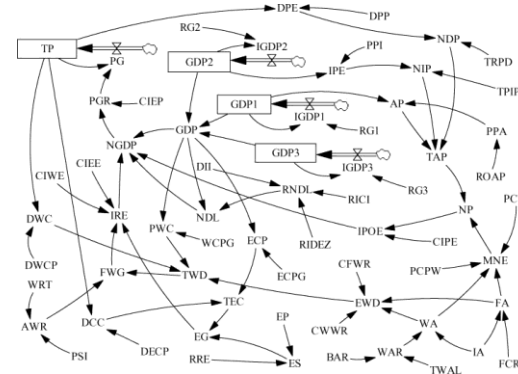 DPE
DPP
RG2
TP
PG
GDP2
IGDP2
NDP
PPI
TRPD
IPE
NIP
TPIP
PGR
CIEP
GDP1
IGDP1
AP
PPA
RG1
GDP
NGDP
GDP3
IGDP3
TAP
ROAP
CIEE
DII
CIWE
RNDL
RICI
RG3
NP
PC
DWC
IRE
NDL
PWC
WCPG
ECP
RIDEZ
IPOE
CIPE
MNE
DWCP
FWG
TWD
ECPG
CFWR
PCPW
WRT
TEC
EWD
FA
AWR
DCC
EG
EP
CWWR
WA
IA
PSI
DECP
RRE
ES
BAR
WAR
TWAL
FCR